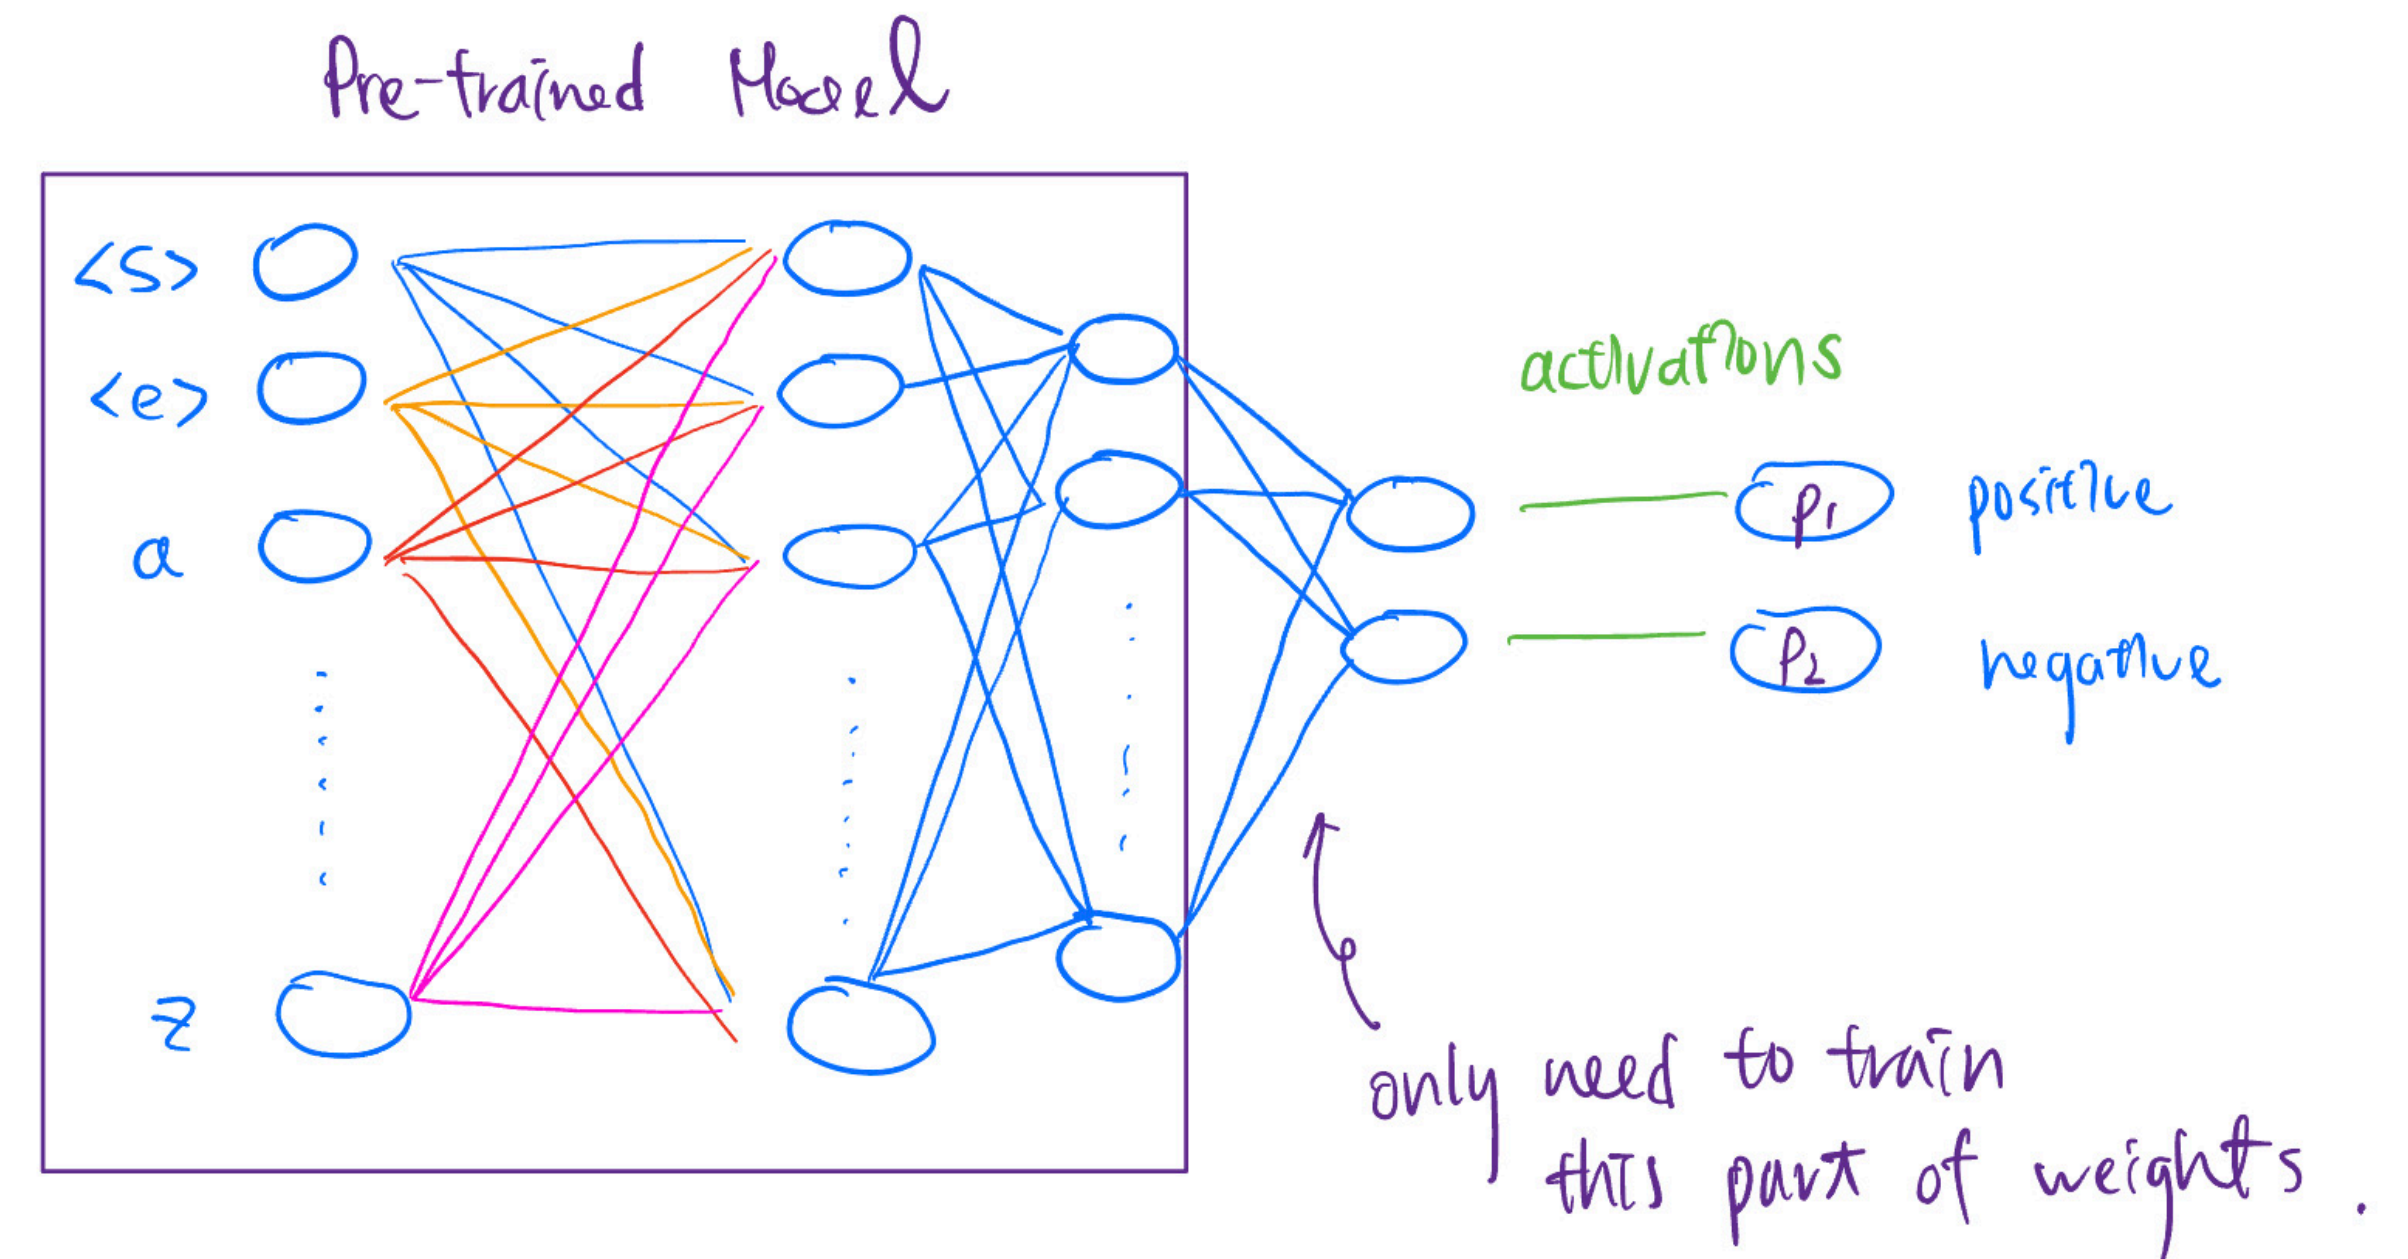 Pre-trained Model
<S>
<e>
a
z
activations
P1 positive
P2 negative
only need to train
this part of weights.